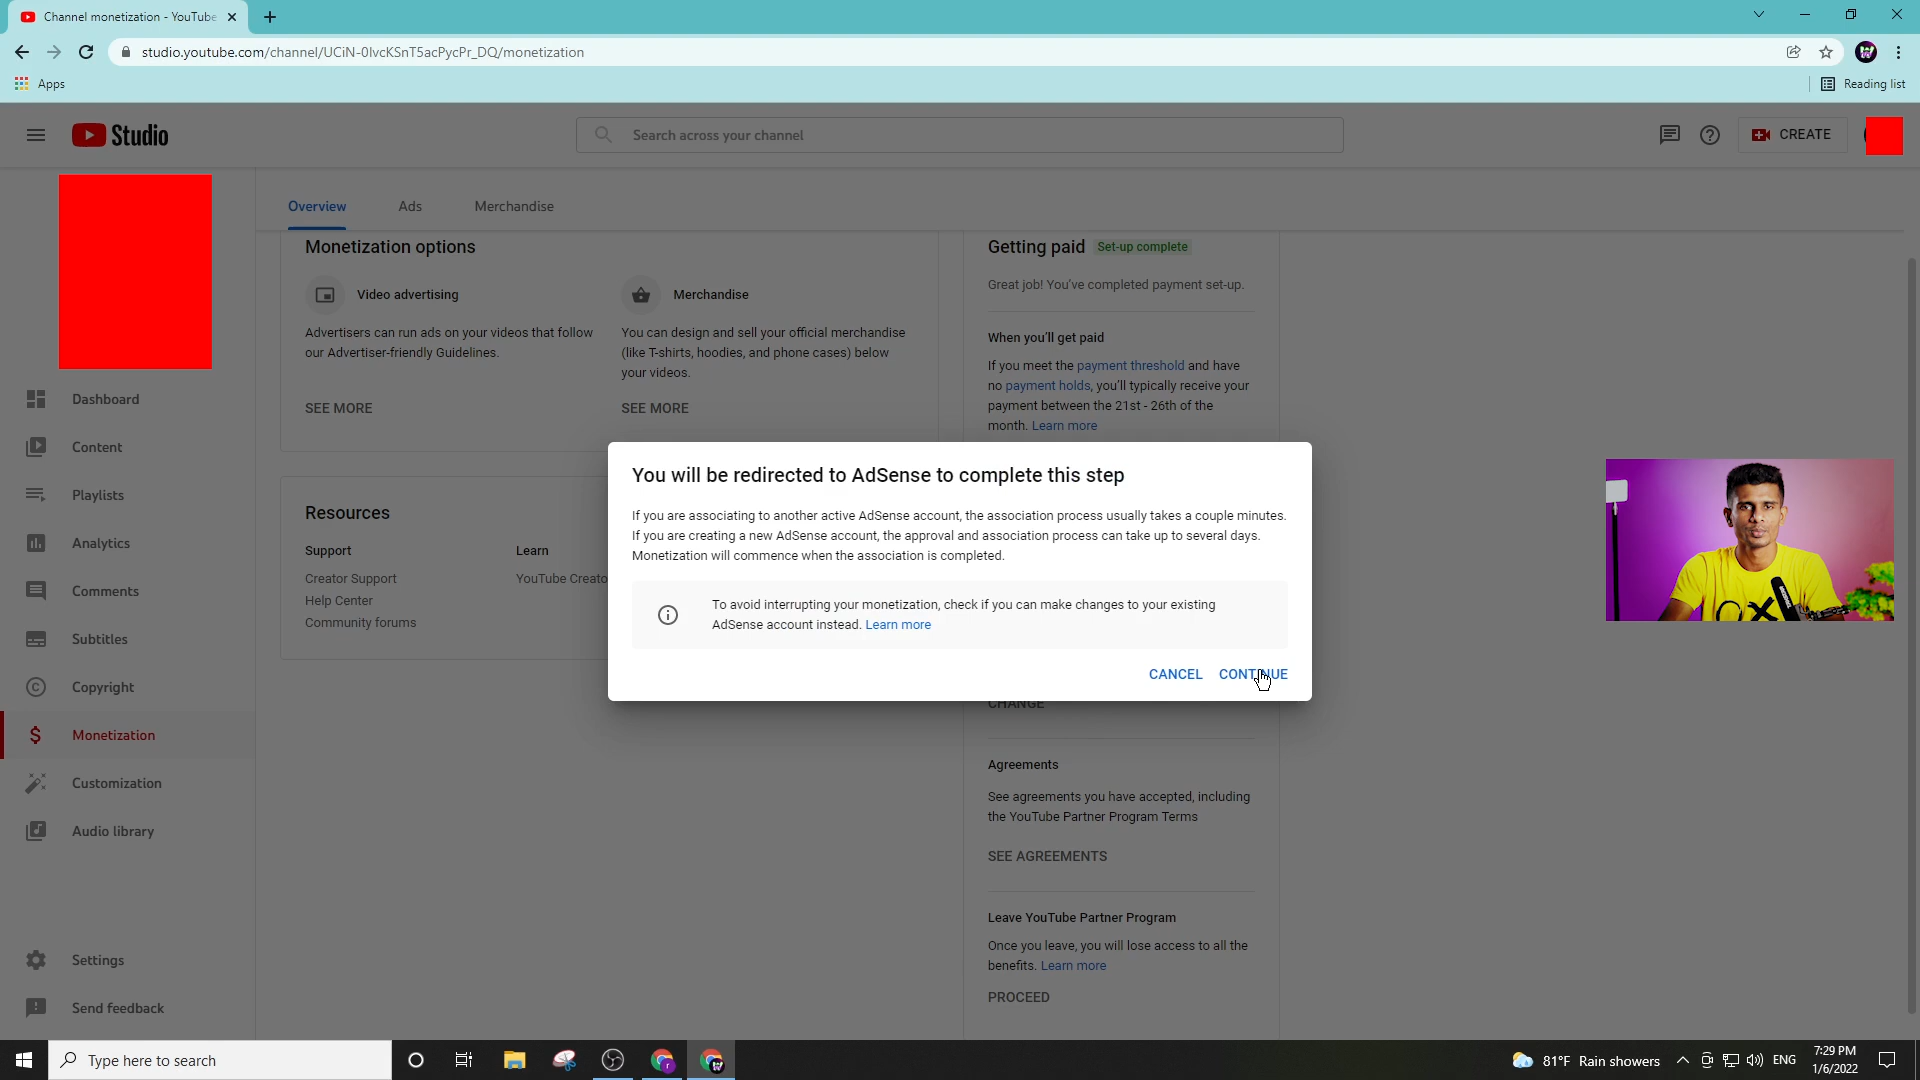 Channel monetization - YouTube
studio.youtube.com/channel/UCiN-0lvcKSnT5acPycPr_DQ/monetization
Apps
Reading list
Studio
Search across your channel
CREATE
Overview
Ads
Merchandise
Monetization options
Video advertising
Advertisers can run ads on your videos that follow
our Advertiser-friendly Guidelines.
SEE MORE
Merchandise
You can design and sell your official merchandise
(like T-shirts, hoodies, and phone cases) below
your videos.
SEE MORE
Getting paid Set-up complete
Great job! You've completed payment set-up.
When you'll get paid
If you meet the payment threshold and have
no payment holds, you'll typically receive your
payment between the 21st - 26th of the
month. Learn more
Dashboard
Content
Playlists
Analytics
Comments
Subtitles
Copyright
Monetization
Customization
Audio library
Settings
Send feedback
Resources
Support
Creator Support
Help Center
Community forums
Learn
YouTube Creato
You will be redirected to AdSense to complete this step
If you are associating to another active AdSense account, the association process usually takes a couple minutes.
If you are creating a new AdSense account, the approval and association process can take up to several days.
Monetization will commence when the association is completed.
To avoid interrupting your monetization, check if you can make changes to your existing
AdSense account instead. Learn more
CANCEL CONTINUE
CHANGE
Agreements
See agreements you have accepted, including
the YouTube Partner Program Terms
SEE AGREEMENTS
Leave YouTube Partner Program
Once you leave, you will lose access to all the
benefits. Learn more
PROCEED
Type here to search
81°F Rain showers
ENG
7:29 PM
1/6/2022